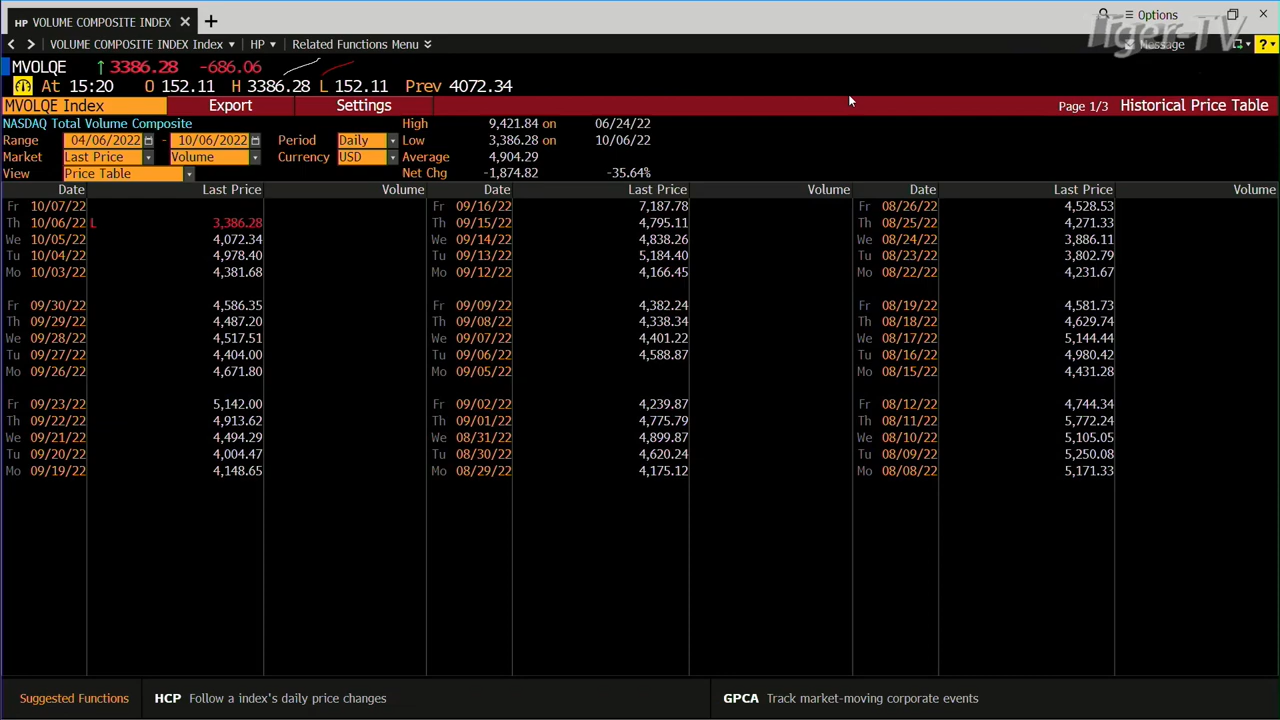 HP VOLUME COMPOSITE INDEX × +
Options
VOLUME COMPOSITE INDEX Index HP Related Functions Menu
Message ?
Tiger-TV
MVOLQE ↑ 3386.28 -686.06
At 15:20 O 152.11 H 3386.28 L 152.11 Prev 4072.34
MVOLQE Index Export Settings Page 1/3 Historical Price Table
NASDAQ Total Volume Composite High 9,421.84 on 06/24/22
Range 04/06/2022 - 10/06/2022 Period Daily Low 3,386.28 on 10/06/22
Market Last Price Volume Currency USD Average 4,904.29
View Price Table Net Chg -1,874.82 -35.64%
Date Last Price Volume Date Last Price Volume Date Last Price Volume
Fr 10/07/22 Fr 09/16/22 7,187.78 Fr 08/26/22 4,528.53
Th 10/06/22 L 3,386.28 Th 09/15/22 4,795.11 Th 08/25/22 4,271.33
We 10/05/22 4,072.34 We 09/14/22 4,838.26 We 08/24/22 3,886.11
Tu 10/04/22 4,978.40 Tu 09/13/22 5,184.40 Tu 08/23/22 3,802.79
Mo 10/03/22 4,381.68 Mo 09/12/22 4,166.45 Mo 08/22/22 4,231.67
Fr 09/30/22 4,586.35 Fr 09/09/22 4,382.24 Fr 08/19/22 4,581.73
Th 09/29/22 4,487.20 Th 09/08/22 4,338.34 Th 08/18/22 4,629.74
We 09/28/22 4,517.51 We 09/07/22 4,401.22 We 08/17/22 5,144.44
Tu 09/27/22 4,404.00 Tu 09/06/22 4,588.87 Tu 08/16/22 4,980.42
Mo 09/26/22 4,671.80 Mo 09/05/22 Mo 08/15/22 4,431.28
Fr 09/23/22 5,142.00 Fr 09/02/22 4,239.87 Fr 08/12/22 4,744.34
Th 09/22/22 4,913.62 Th 09/01/22 4,775.79 Th 08/11/22 5,772.24
We 09/21/22 4,494.29 We 08/31/22 4,899.87 We 08/10/22 5,105.05
Tu 09/20/22 4,004.47 Tu 08/30/22 4,620.24 Tu 08/09/22 5,250.08
Mo 09/19/22 4,148.65 Mo 08/29/22 4,175.12 Mo 08/08/22 5,171.33
Suggested Functions HCP Follow a index's daily price changes GPCA Track market-moving corporate events